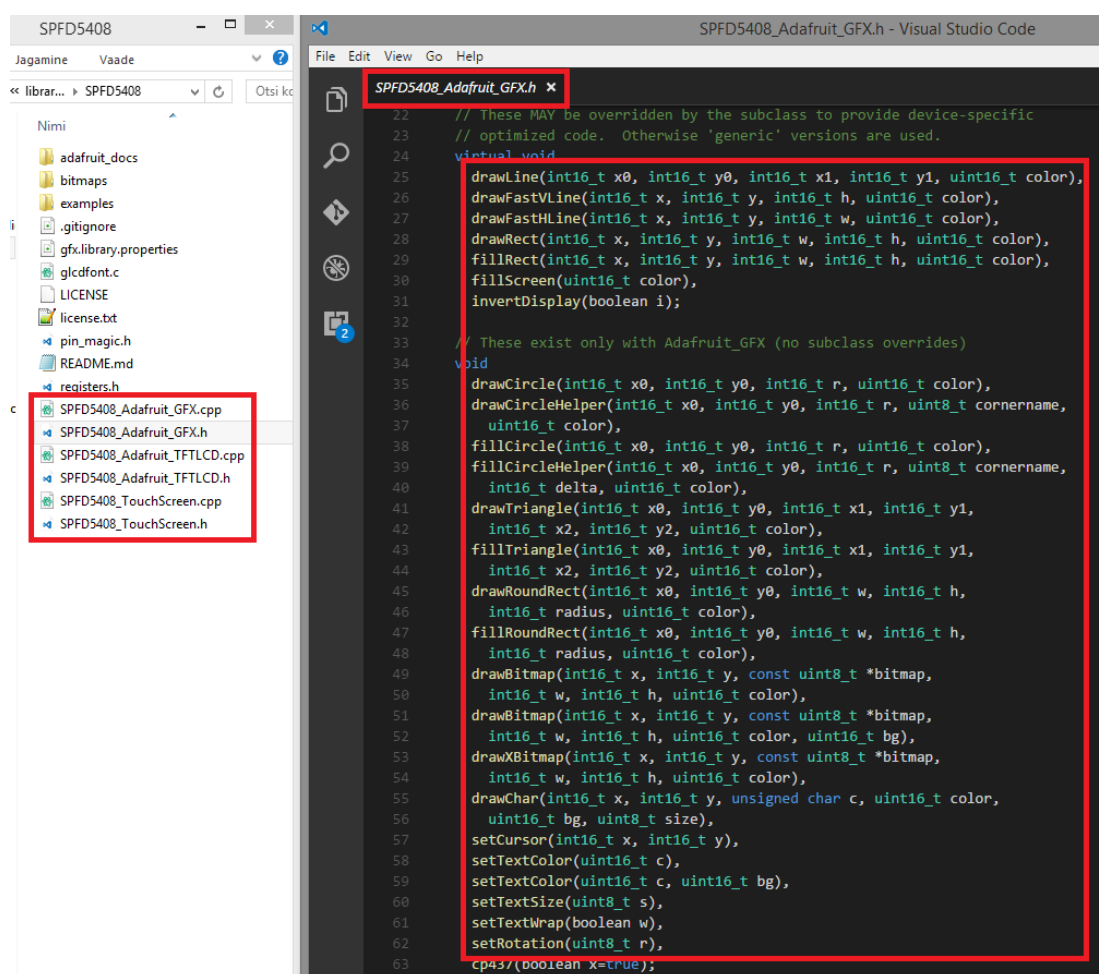 SPFD5408
Jagamine Vaade
« librar... SPFD5408
Otsi kc
Nimi
adafruit_docs
bitmaps
examples
.gitignore
gfx.library.properties
glcdfont.c
LICENSE
license.txt
pin_magic.h
README.md
registers.h
SPFD5408_Adafruit_GFX.cpp
SPFD5408_Adafruit_GFX.h
SPFD5408_Adafruit_TFTLCD.cpp
SPFD5408_Adafruit_TFTLCD.h
SPFD5408_TouchScreen.cpp
SPFD5408_TouchScreen.h
SPFD5408_Adafruit_GFX.h - Visual Studio Code
File Edit View Go Help
2
SPFD5408_Adafruit_GFX.h ×
22 // These MAY be overridden by the subclass to provide device-specific
23 // optimized code.  Otherwise 'generic' versions are used.
24 virtual void
25 drawLine(int16_t x0, int16_t y0, int16_t x1, int16_t y1, uint16_t color),
26 drawFastVLine(int16_t x, int16_t y, int16_t h, uint16_t color),
27 drawFastHLine(int16_t x, int16_t y, int16_t w, uint16_t color),
28 drawRect(int16_t x, int16_t y, int16_t w, int16_t h, uint16_t color),
29 fillRect(int16_t x, int16_t y, int16_t w, int16_t h, uint16_t color),
30 fillScreen(uint16_t color),
31 invertDisplay(boolean i);
32
33 // These exist only with Adafruit_GFX (no subclass overrides)
34 void
35 drawCircle(int16_t x0, int16_t y0, int16_t r, uint16_t color),
36 drawCircleHelper(int16_t x0, int16_t y0, int16_t r, uint8_t cornername,
37 uint16_t color),
38 fillCircle(int16_t x0, int16_t y0, int16_t r, uint16_t color),
39 fillCircleHelper(int16_t x0, int16_t y0, int16_t r, uint8_t cornername,
40 int16_t delta, uint16_t color),
41 drawTriangle(int16_t x0, int16_t y0, int16_t x1, int16_t y1,
42 int16_t x2, int16_t y2, uint16_t color),
43 fillTriangle(int16_t x0, int16_t y0, int16_t x1, int16_t y1,
44 int16_t x2, int16_t y2, uint16_t color),
45 drawRoundRect(int16_t x0, int16_t y0, int16_t w, int16_t h,
46 int16_t radius, uint16_t color),
47 fillRoundRect(int16_t x0, int16_t y0, int16_t w, int16_t h,
48 int16_t radius, uint16_t color),
49 drawBitmap(int16_t x, int16_t y, const uint8_t *bitmap,
50 int16_t w, int16_t h, uint16_t color),
51 drawBitmap(int16_t x, int16_t y, const uint8_t *bitmap,
52 int16_t w, int16_t h, uint16_t color, uint16_t bg),
53 drawXBitmap(int16_t x, int16_t y, const uint8_t *bitmap,
54 int16_t w, int16_t h, uint16_t color),
55 drawChar(int16_t x, int16_t y, unsigned char c, uint16_t color,
56 uint16_t bg, uint8_t size),
57 setCursor(int16_t x, int16_t y),
58 setTextColor(uint16_t c),
59 setTextColor(uint16_t c, uint16_t bg),
60 setTextSize(uint8_t s),
61 setTextWrap(boolean w),
62 setRotation(uint8_t r),
63 cp437(boolean x=true);